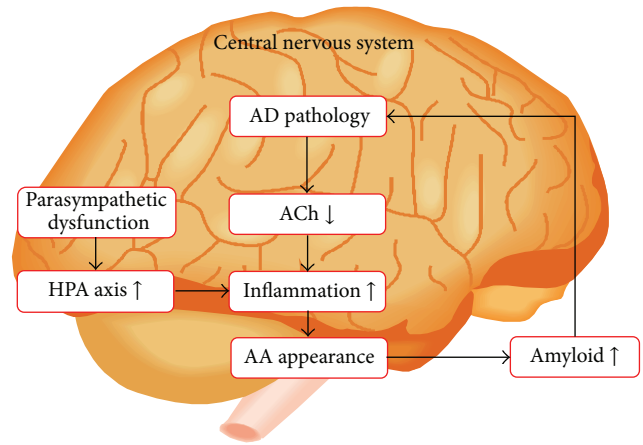 Central nervous system
AD pathology
Parasympathetic
dysfunction
ACh ↓
HPA axis ↑
Inflammation ↑
AA appearance
Amyloid ↑